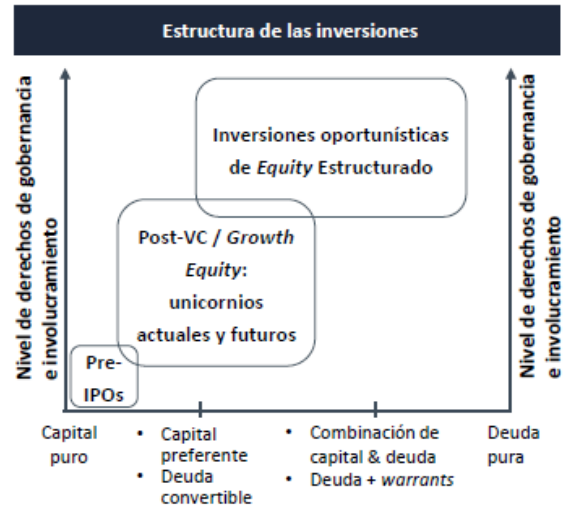 Estructura de las inversiones
Nivel de derechos de gobernancia
e involucramiento
Inversiones oportunísticas
de Equity Estructurado
Post-VC / Growth
Equity:
unicornios
actuales y futuros
Pre-
IPOs
Nivel de derechos de gobernancia
e involucramiento
Capital
puro
• Capital
preferente
• Deuda
convertible
• Combinación de
capital & deuda
• Deuda + warrants
Deuda
pura